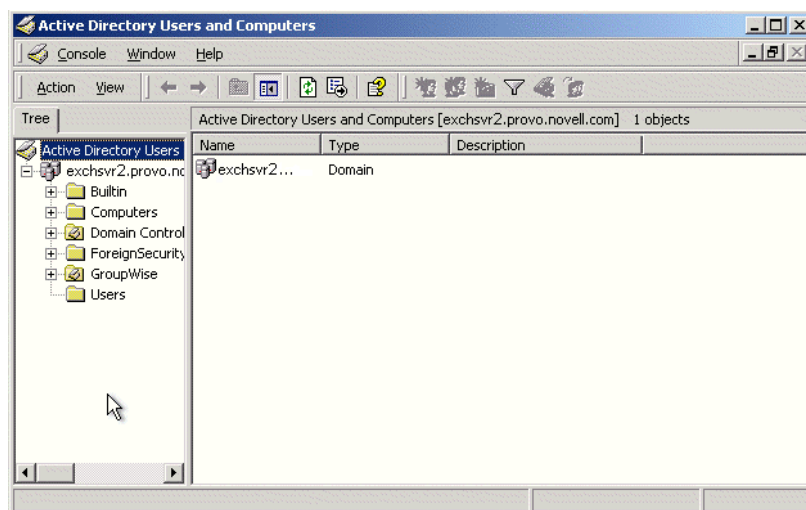 Active Directory Users and Computers
Console Window Help
Action View
Tree
Active Directory Users and Computers [exchsvr2.provo.novell.com] 1 objects
Name Type Description
Active Directory Users
exchsvr2.provo.nc
Builtin
Computers
Domain Control
ForeignSecurity
GroupWise
Users
exchsvr2... Domain